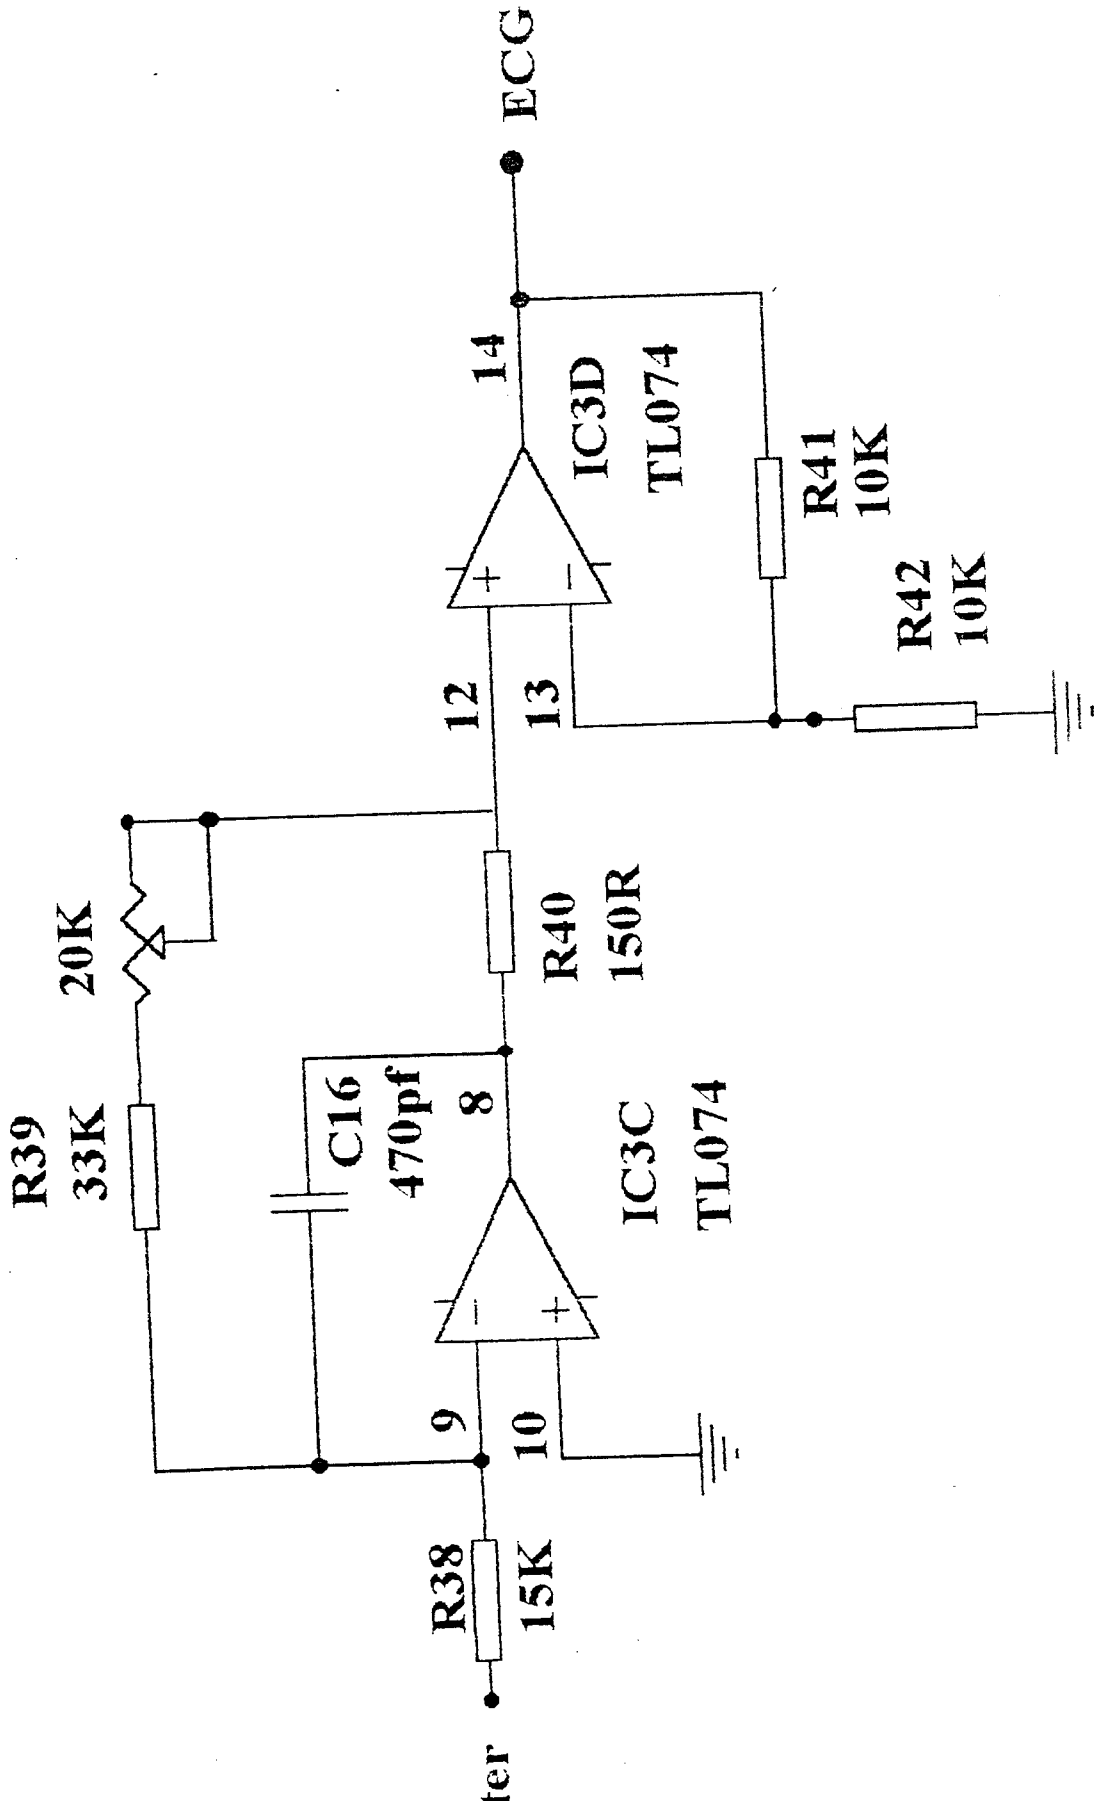 R39
33K
20K
C16
470pf
R38
15K
9
10
8
IC3C
TL074
R40
150R
12
13
14
IC3D
TL074
R41
10K
R42
10K
ECG
ter
+
−
+
−